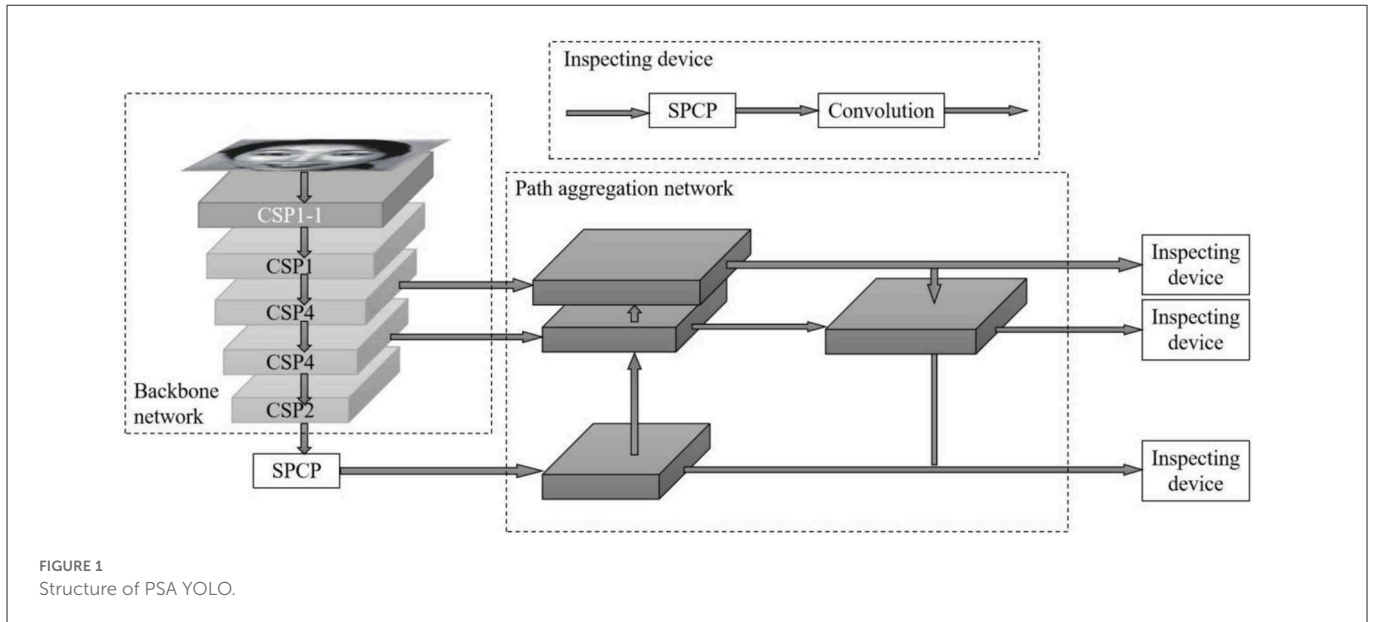 Inspecting device
SPCP
Convolution
Path aggregation network
CSP1-1
CSP1
CSP4
CSP4
CSP2
Backbone
network
SPCP
Inspecting
device
Inspecting
device
Inspecting
device
FIGURE 1
Structure of PSA YOLO.